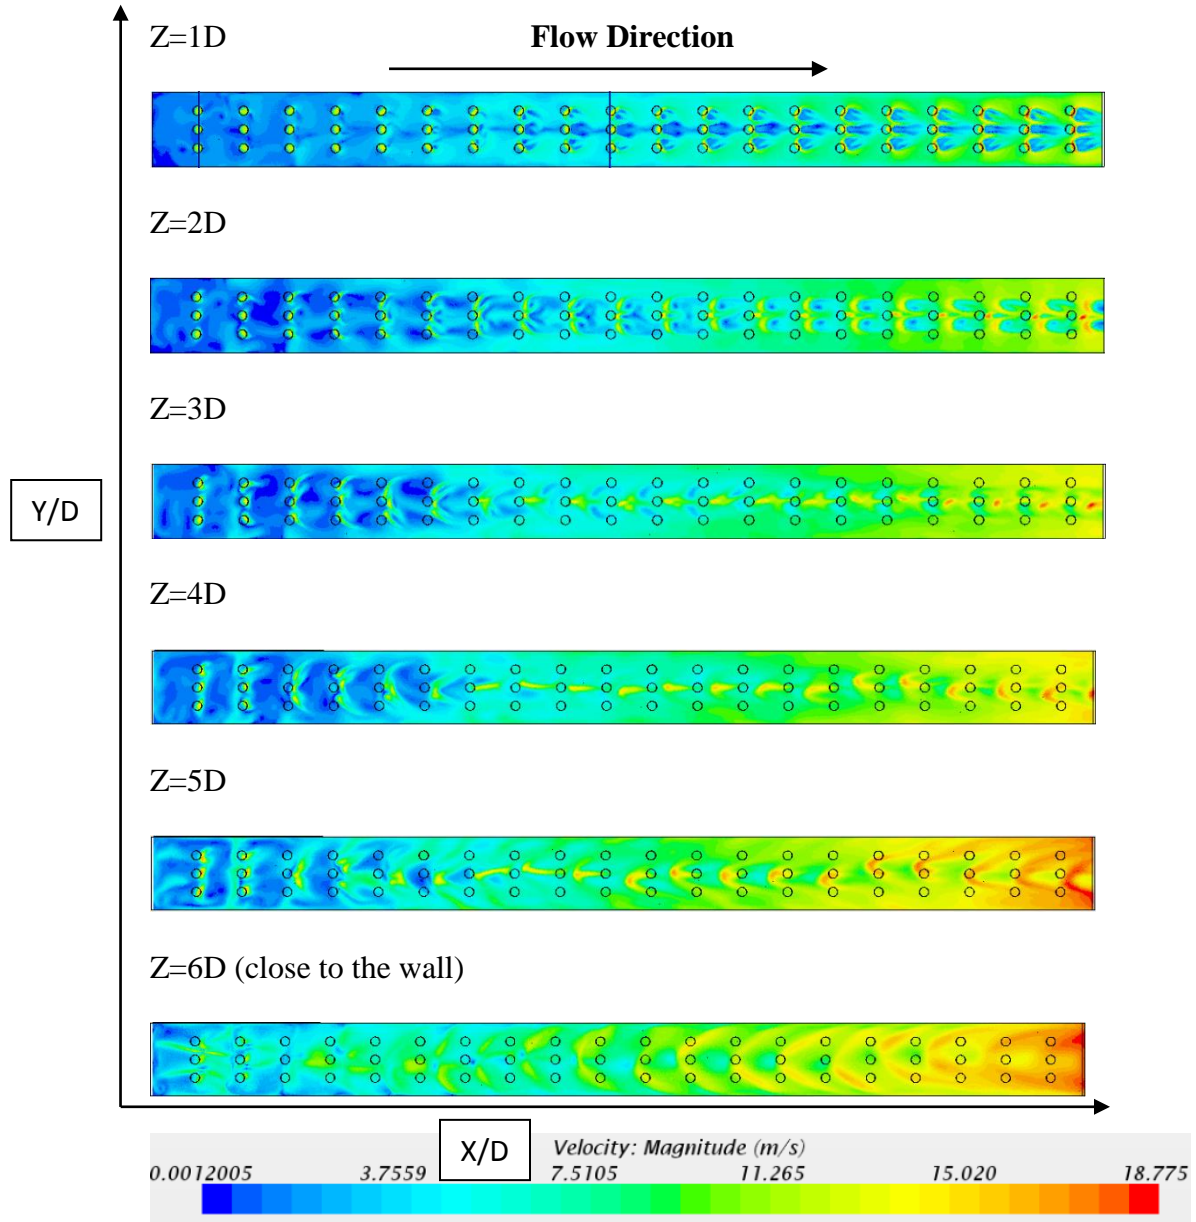 Z=1D
Flow Direction
Z=2D
Z=3D
Y/D
Z=4D
Z=5D
Z=6D (close to the wall)
X/D
Velocity: Magnitude (m/s)
0.0012005 3.7559 7.5105 11.265 15.020 18.775